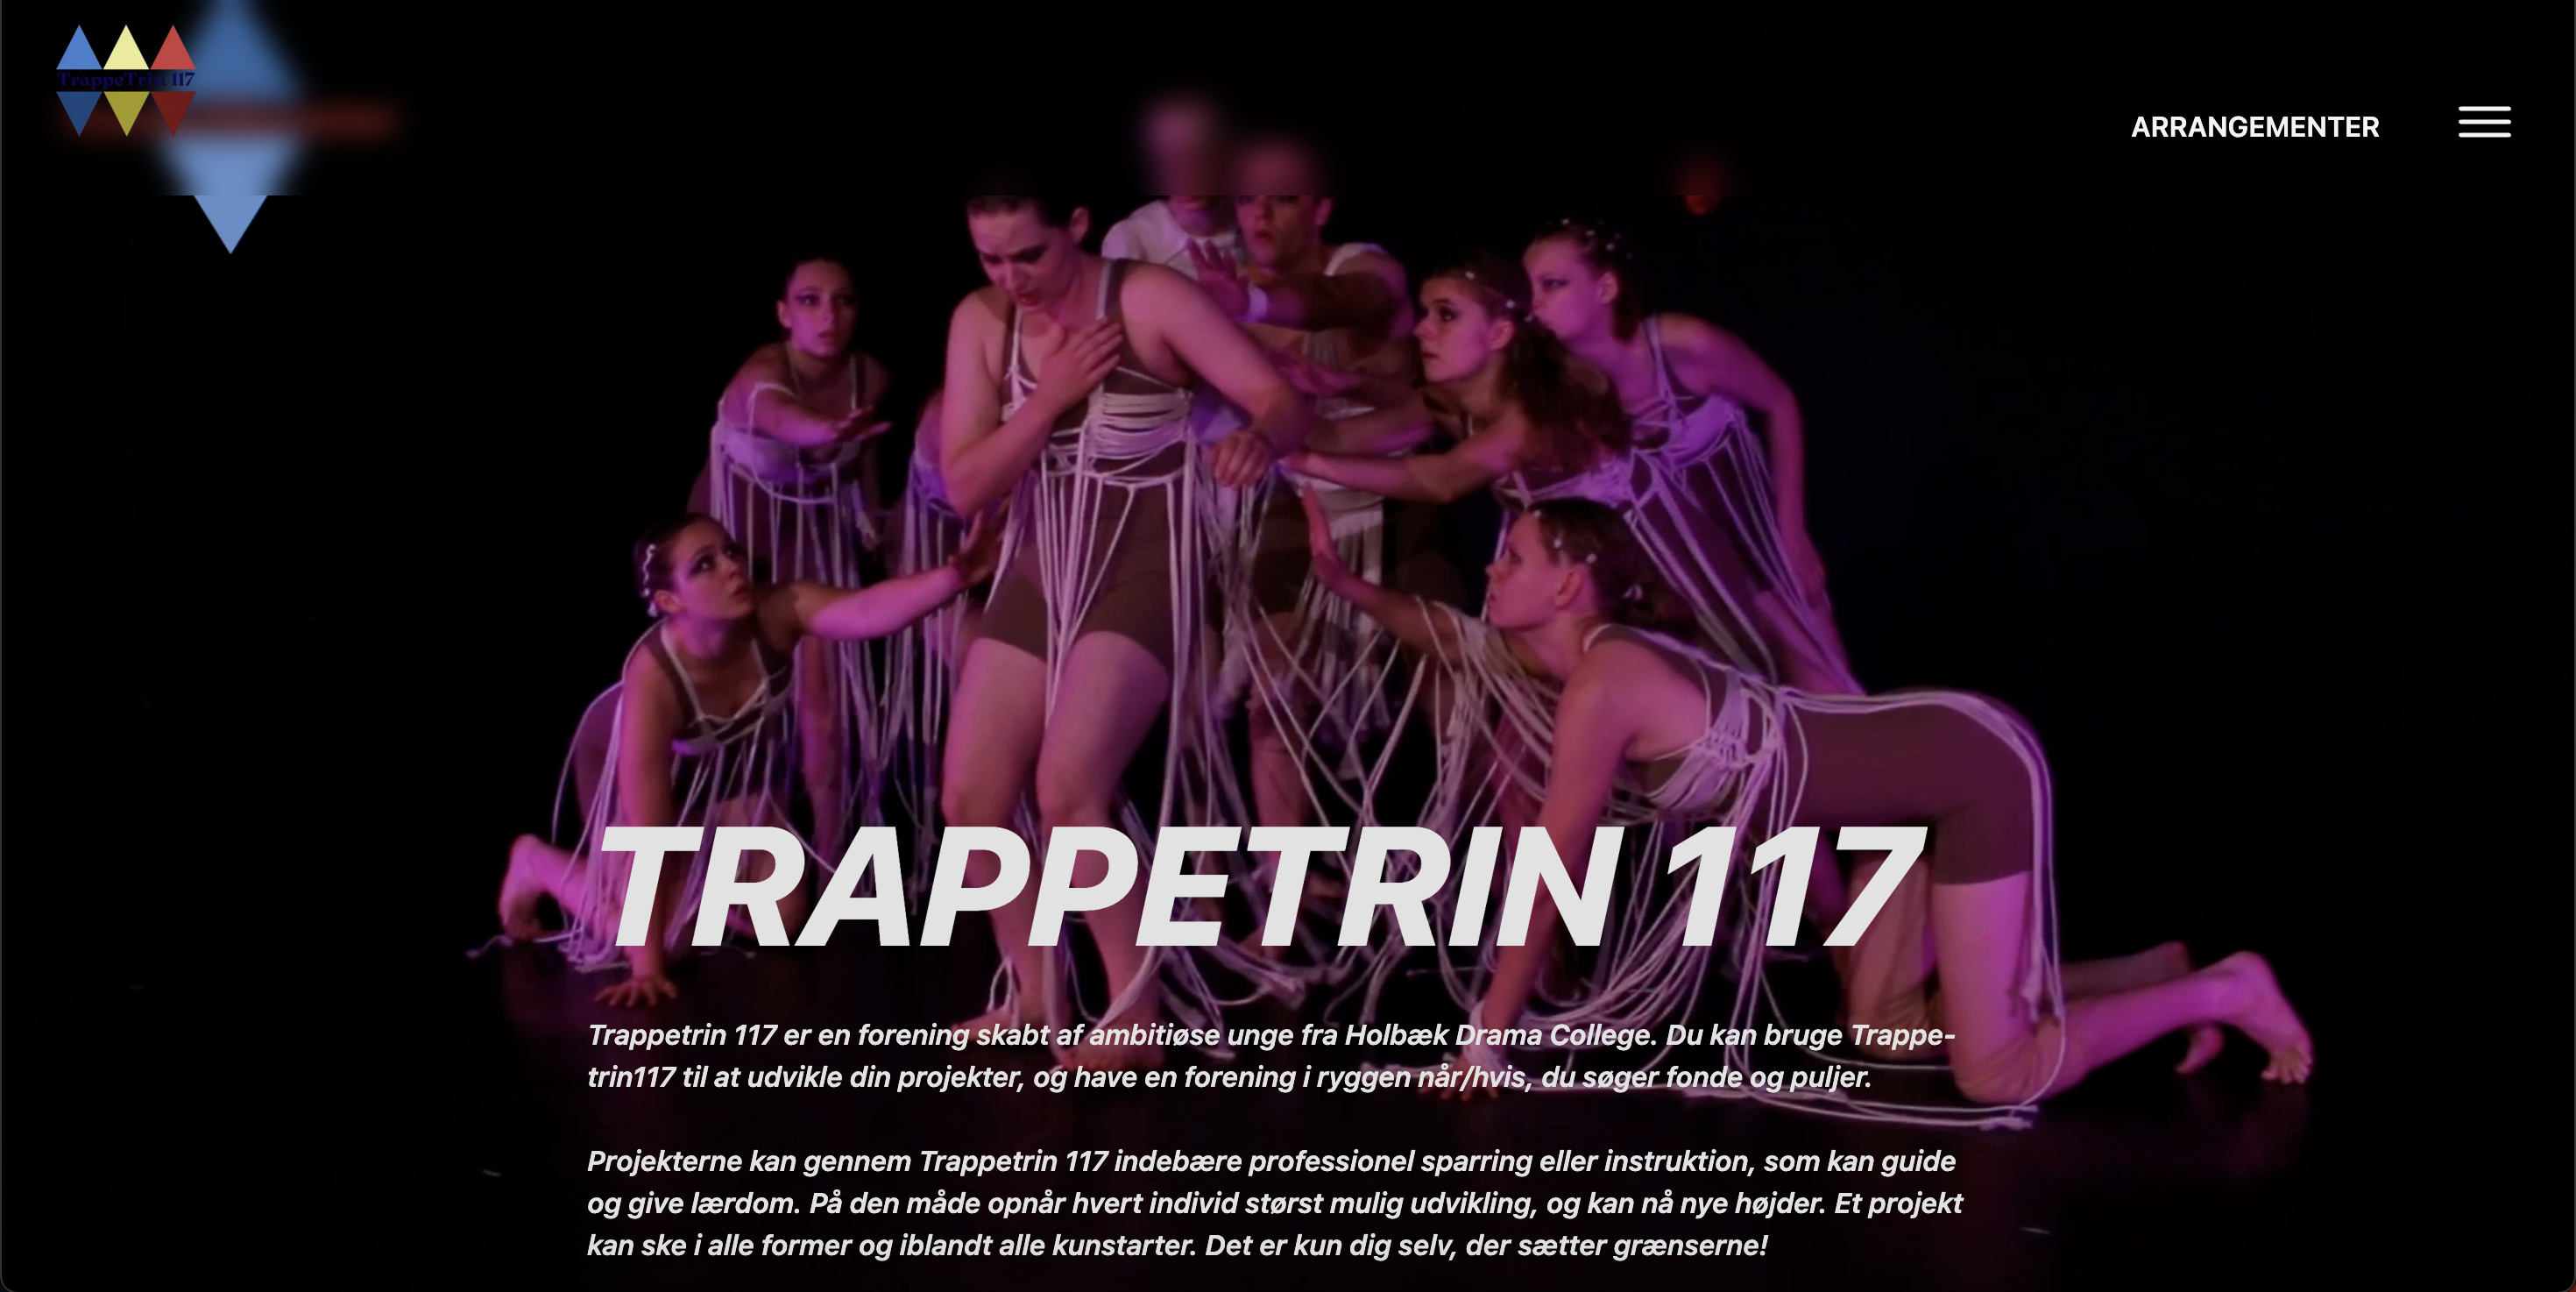 TrappeTrin 117
ARRANGEMENTER
TRAPPETRIN 117
Trappetrin 117 er en forening skabt af ambitiøse unge fra Holbæk Drama College. Du kan bruge Trappe-
trin117 til at udvikle din projekter, og have en forening i ryggen når/hvis, du søger fonde og puljer.
Projekterne kan gennem Trappetrin 117 indebære professionel sparring eller instruktion, som kan guide
og give lærdom. På den måde opnår hvert individ størst mulig udvikling, og kan nå nye højder. Et projekt
kan ske i alle former og iblandt alle kunstarter. Det er kun dig selv, der sætter grænserne!